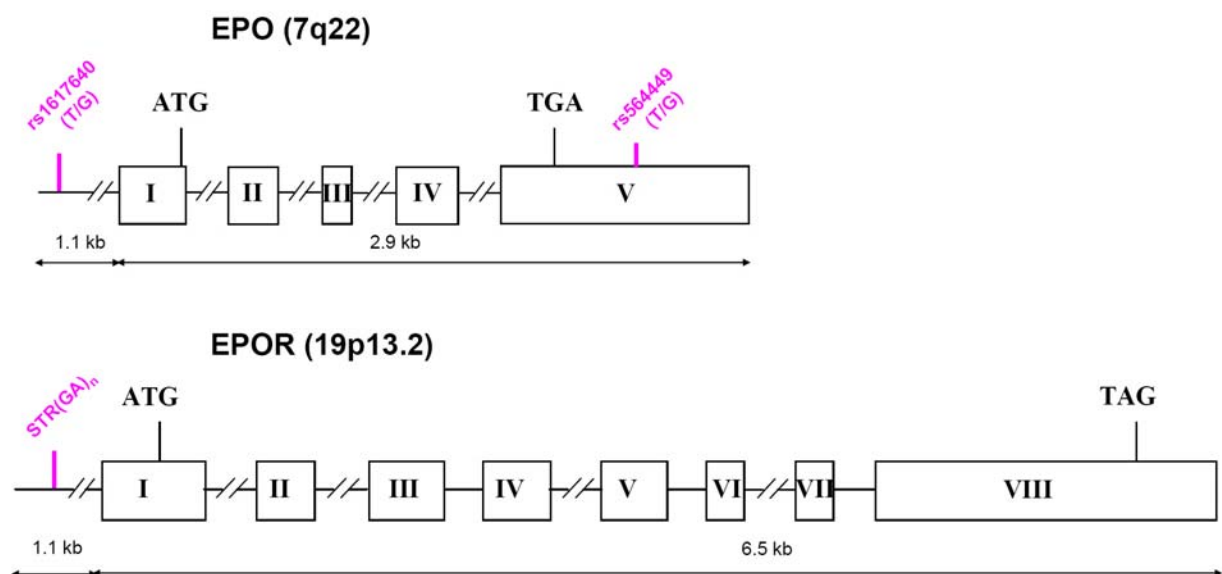 EPO (7q22)
rs1617640
(T/G)
ATG
TGA
rs564449
(T/G)
I
II
III
IV
V
1.1 kb
2.9 kb
EPOR (19p13.2)
STR(GA)n
ATG
TAG
I
II
III
IV
V
VI
VII
VIII
1.1 kb
6.5 kb